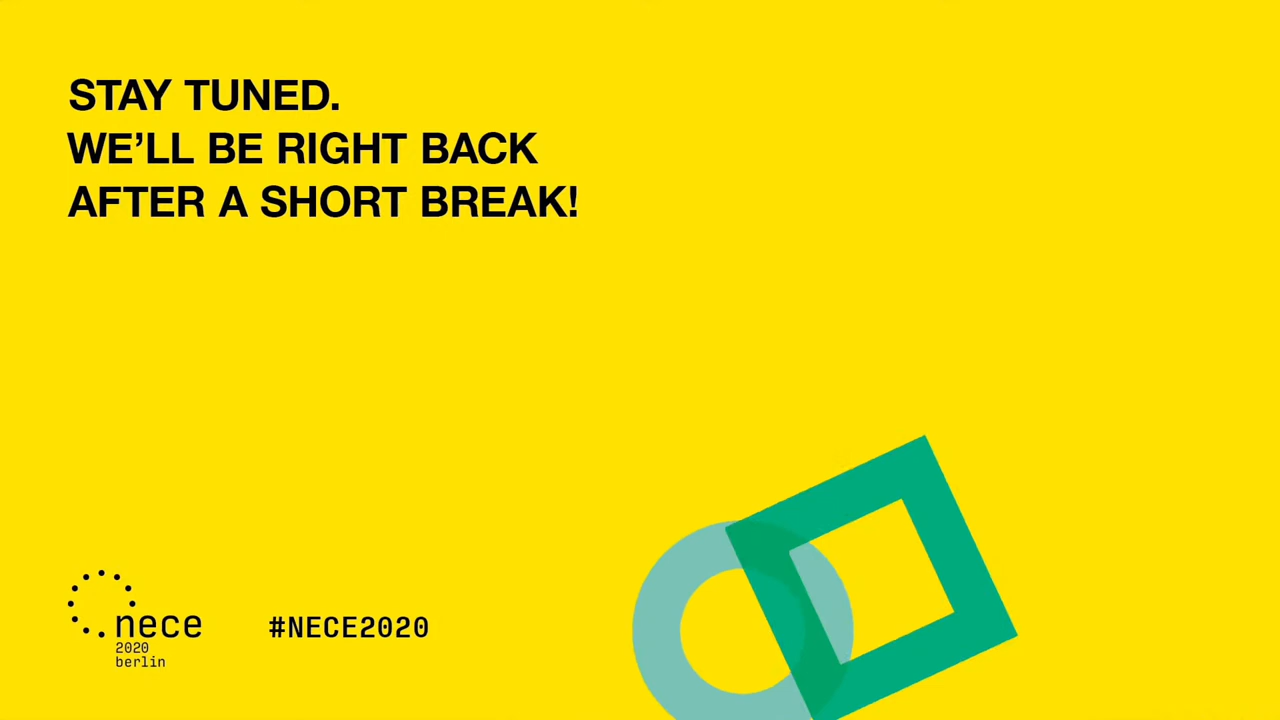 STAY TUNED.
WE’LL BE RIGHT BACK
AFTER A SHORT BREAK!
nece
2020
berlin
#NECE2020